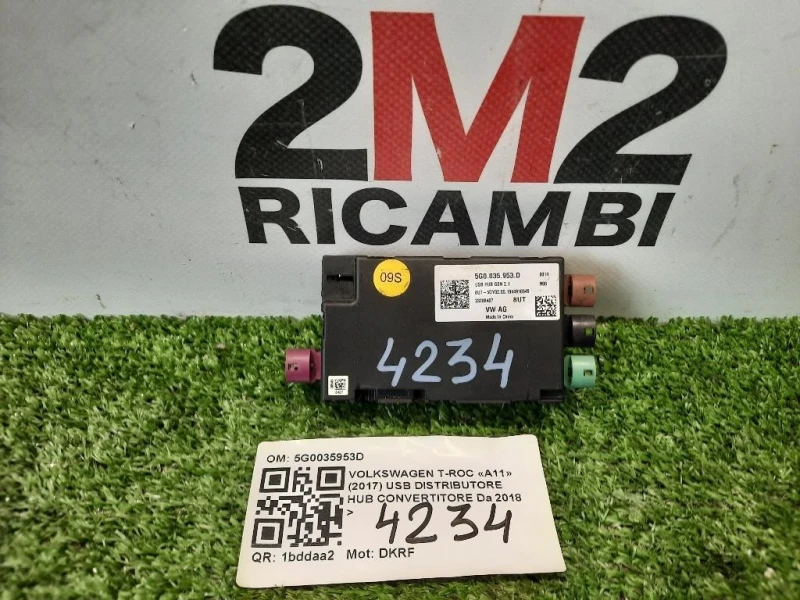 2M2
RICAMBI
09S
5G0.035.953.D
USB HUB GEN 2.1
8UT
VW AG
Made in China
4234
OM: 5G0035953D
VOLKSWAGEN T-ROC «A11»
(2017) USB DISTRIBUTORE
HUB CONVERTITORE Da 2018
>
4234
QR: 1bddaa2 Mot: DKRF